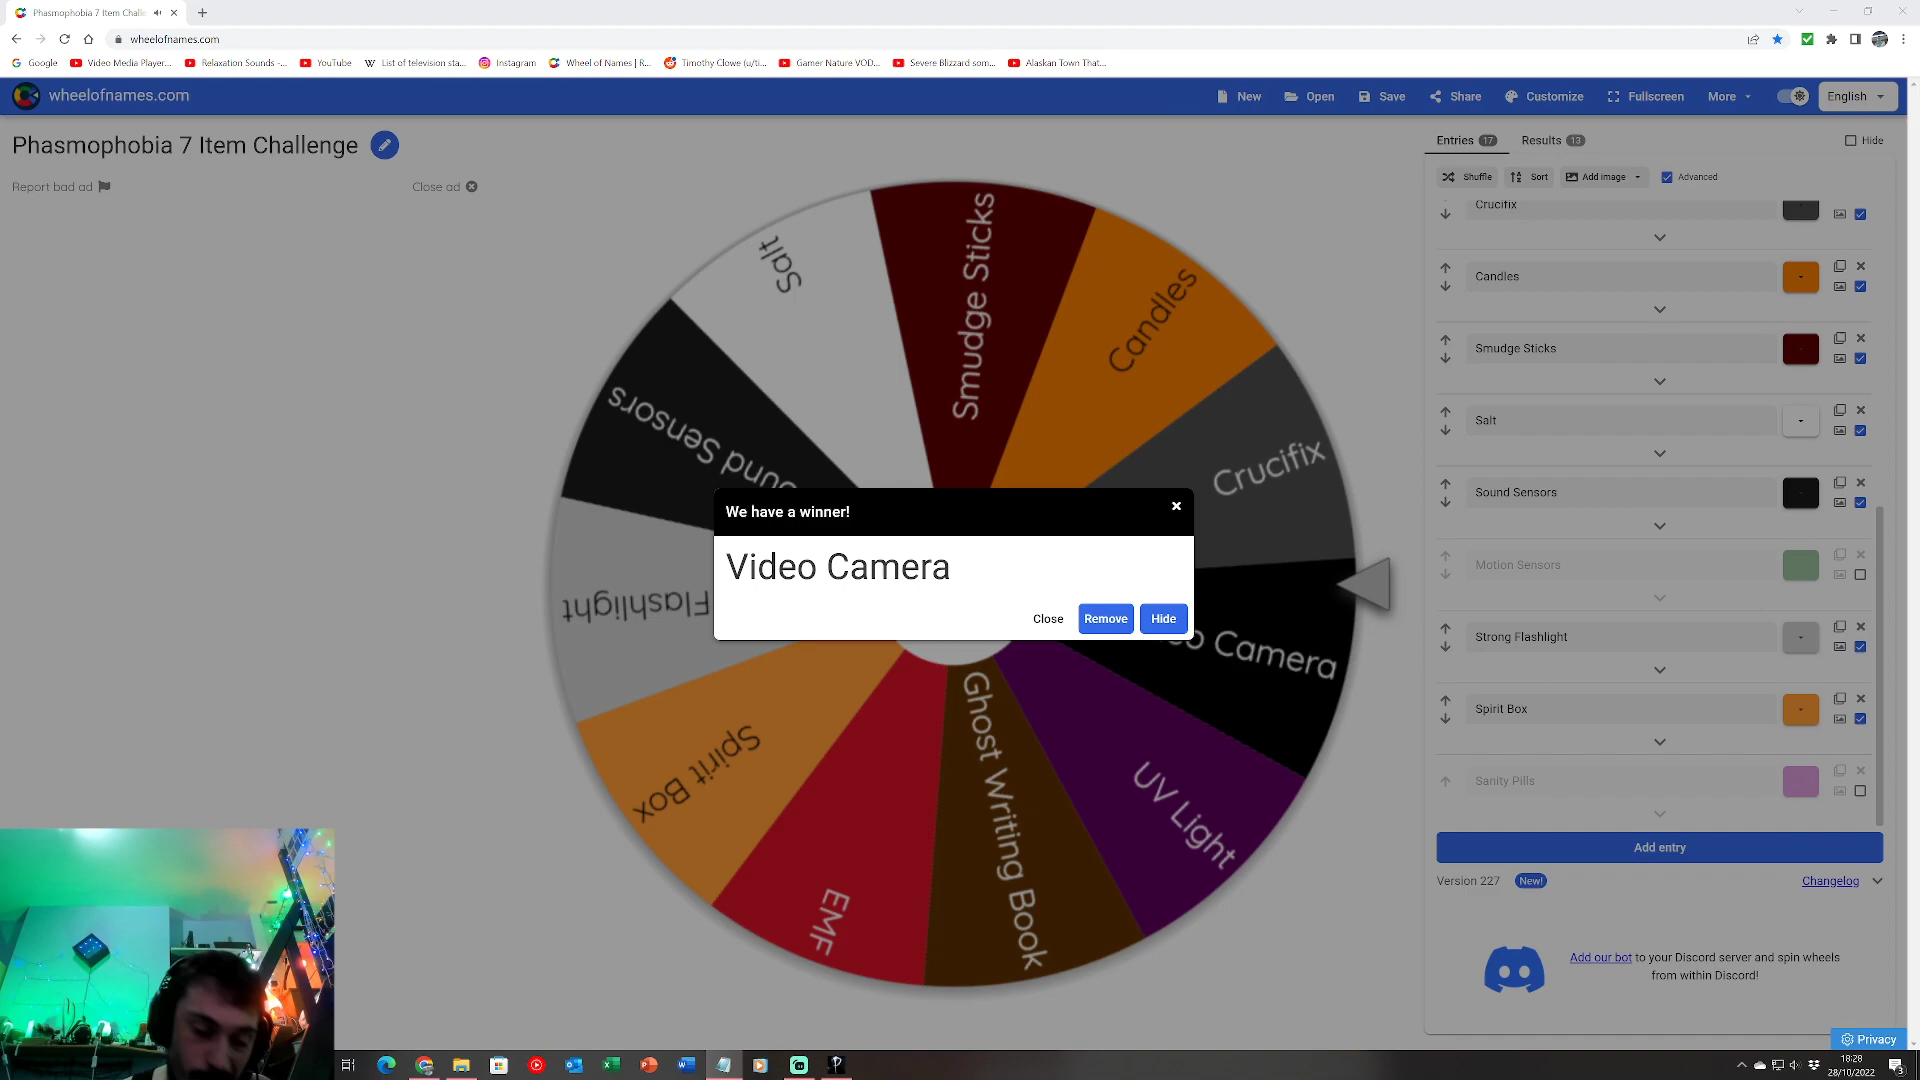 Phasmophobia 7 Item Challe
wheelofnames.com
Google
Video Media Player...
Relaxation Sounds -...
YouTube
List of television sta...
Instagram
Wheel of Names | R...
Timothy Clowe (u/ti...
Gamer Nature VOD...
Severe Blizzard som...
Alaskan Town That...
wheelofnames.com
New
Open
Save
Share
Customize
Fullscreen
More
English
Phasmophobia 7 Item Challenge
Report bad ad
Close ad
Entries 17
Results 13
Hide
Shuffle
Sort
Add image
Advanced
Crucifix
Candles
Smudge Sticks
Salt
Sound Sensors
Motion Sensors
Strong Flashlight
Spirit Box
Sanity Pills
Add entry
Version 227
New!
Changelog
Add our bot to your Discord server and spin wheels
from within Discord!
Privacy
Salt
Smudge Sticks
Candles
Crucifix
ound Sensors
Flashlight
o Camera
Spirit Box
EMF
Ghost Writing Book
UV Light
We have a winner!
Video Camera
Close
Remove
Hide
18:28
28/10/2022
3